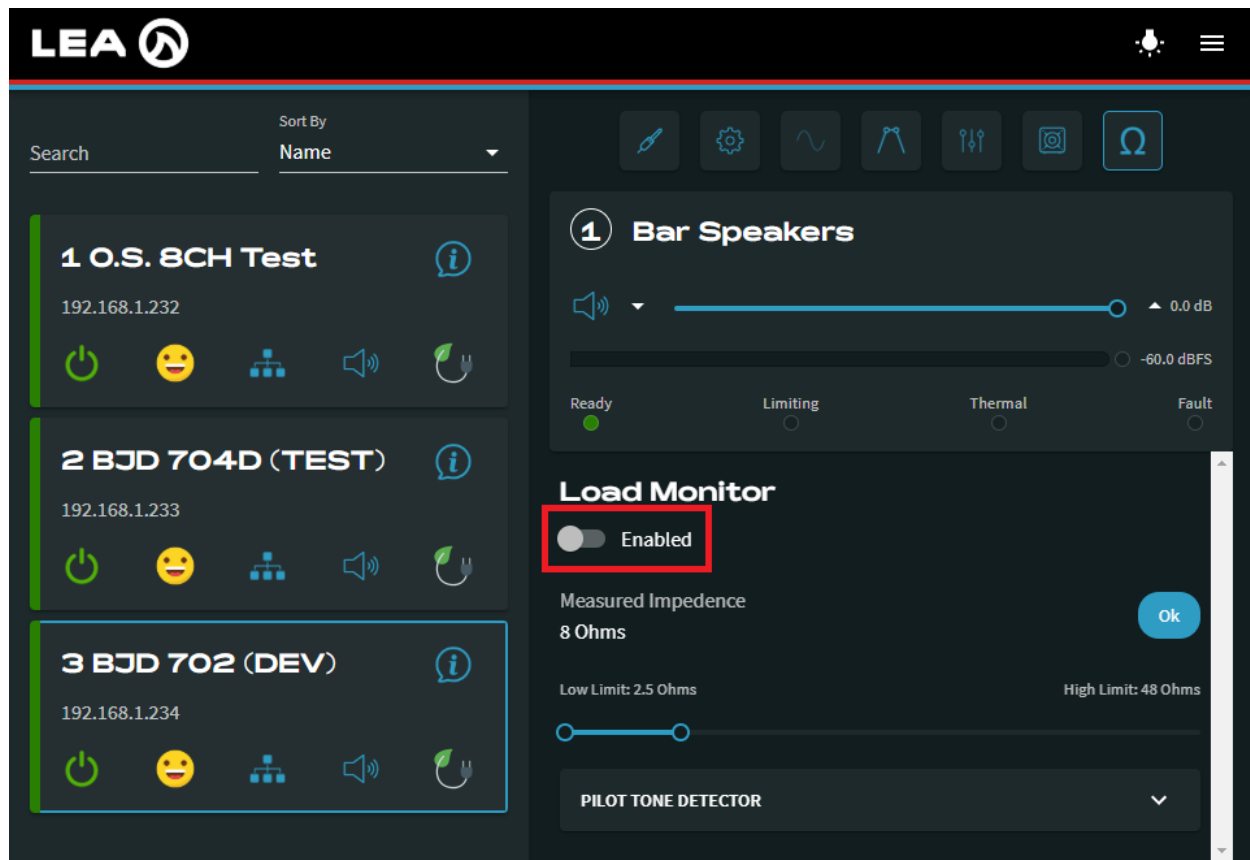 LEA
Sort By
Search
Name
1 O.S. 8CH Test
192.168.1.232
2 BJD 704D (TEST)
192.168.1.233
3 BJD 702 (DEV)
192.168.1.234
Ω
1 Bar Speakers
0.0 dB
-60.0 dBFS
Ready Limiting Thermal Fault
Load Monitor
Enabled
Measured Impedence
8 Ohms
Ok
Low Limit: 2.5 Ohms High Limit: 48 Ohms
PILOT TONE DETECTOR